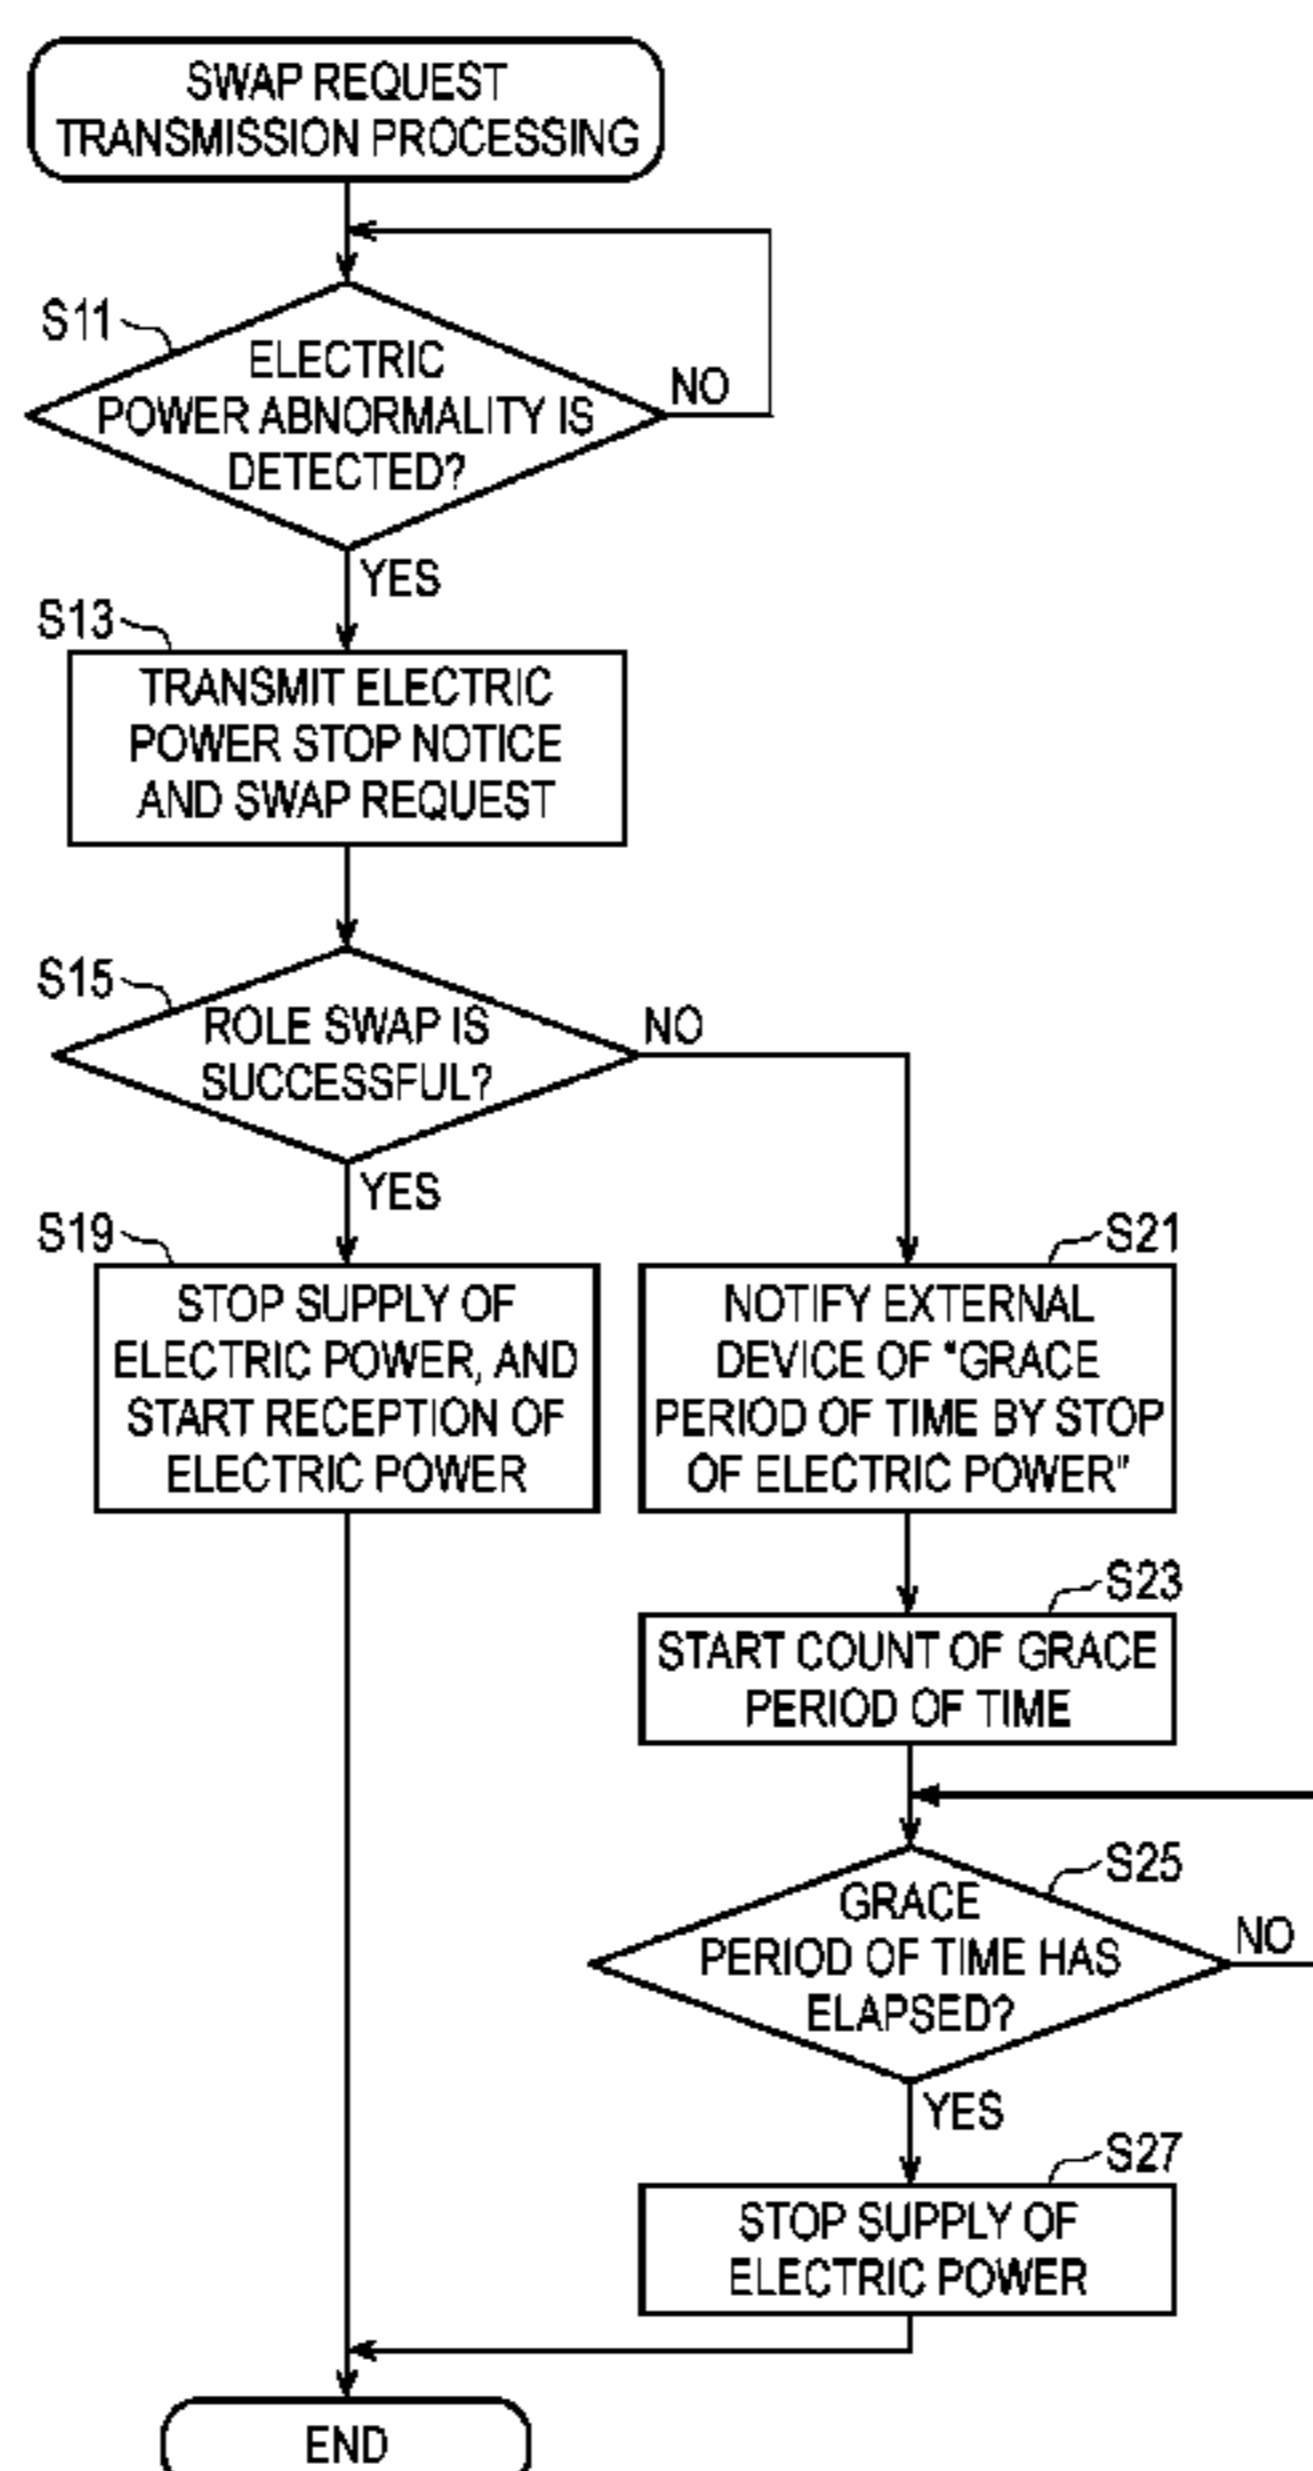 SWAP REQUEST
TRANSMISSION PROCESSING
S11
ELECTRIC
POWER ABNORMALITY IS
DETECTED?
NO
YES
S13
TRANSMIT ELECTRIC
POWER STOP NOTICE
AND SWAP REQUEST
S15
ROLE SWAP IS
SUCCESSFUL?
NO
YES
S19
STOP SUPPLY OF
ELECTRIC POWER, AND
START RECEPTION OF
ELECTRIC POWER
S21
NOTIFY EXTERNAL
DEVICE OF "GRACE
PERIOD OF TIME BY STOP
OF ELECTRIC POWER"
S23
START COUNT OF GRACE
PERIOD OF TIME
S25
GRACE
PERIOD OF TIME HAS
ELAPSED?
NO
YES
S27
STOP SUPPLY OF
ELECTRIC POWER
END